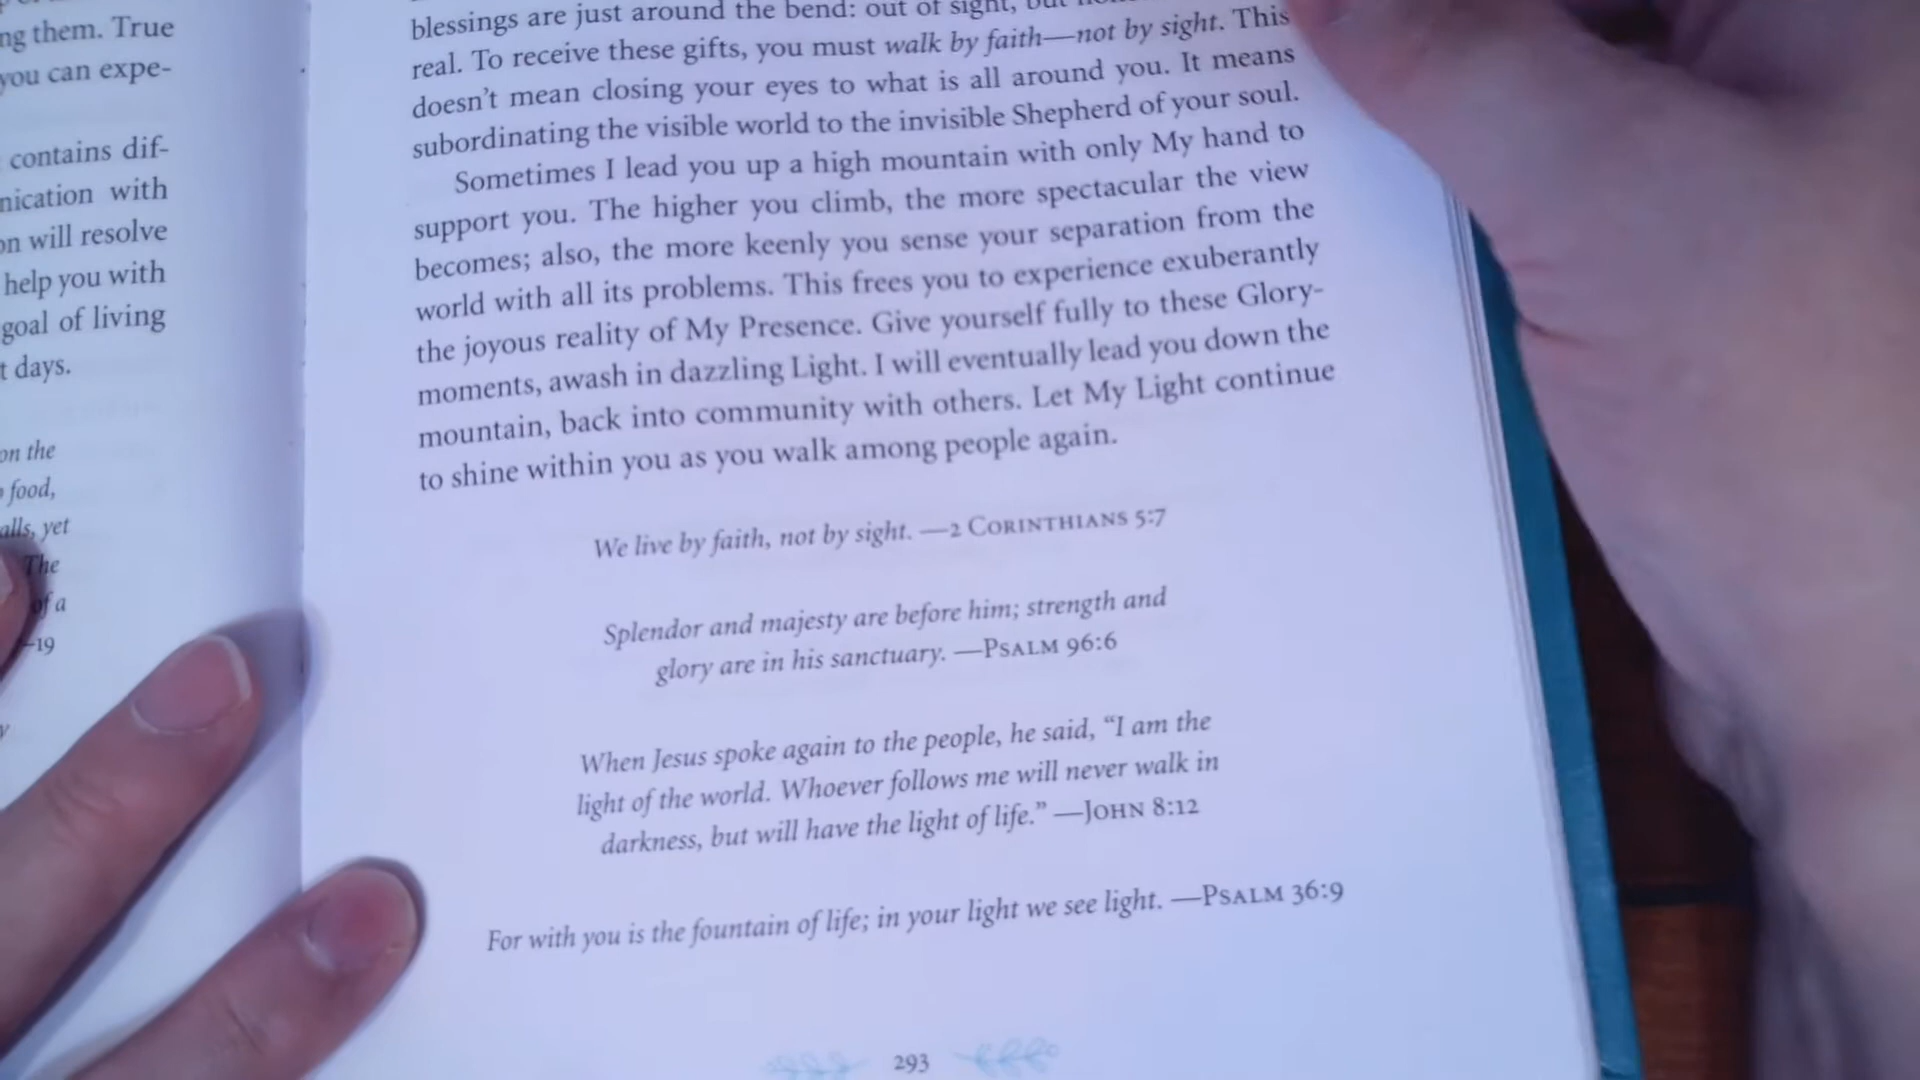 ng them. True
you can expe-
contains dif-
nication with
on will resolve
help you with
goal of living
t days.
on the
food,
alls, yet
The
of a
–19
y
blessings are just around the bend: out of sight, but
real. To receive these gifts, you must walk by faith—not by sight. This
doesn't mean closing your eyes to what is all around you. It means
subordinating the visible world to the invisible Shepherd of your soul.
Sometimes I lead you up a high mountain with only My hand to
support you. The higher you climb, the more spectacular the view
becomes; also, the more keenly you sense your separation from the
world with all its problems. This frees you to experience exuberantly
the joyous reality of My Presence. Give yourself fully to these Glory-
moments, awash in dazzling Light. I will eventually lead you down the
mountain, back into community with others. Let My Light continue
to shine within you as you walk among people again.
We live by faith, not by sight. —2 Corinthians 5:7
Splendor and majesty are before him; strength and
glory are in his sanctuary. —Psalm 96:6
When Jesus spoke again to the people, he said, “I am the
light of the world. Whoever follows me will never walk in
darkness, but will have the light of life.” —John 8:12
For with you is the fountain of life; in your light we see light. —Psalm 36:9
293